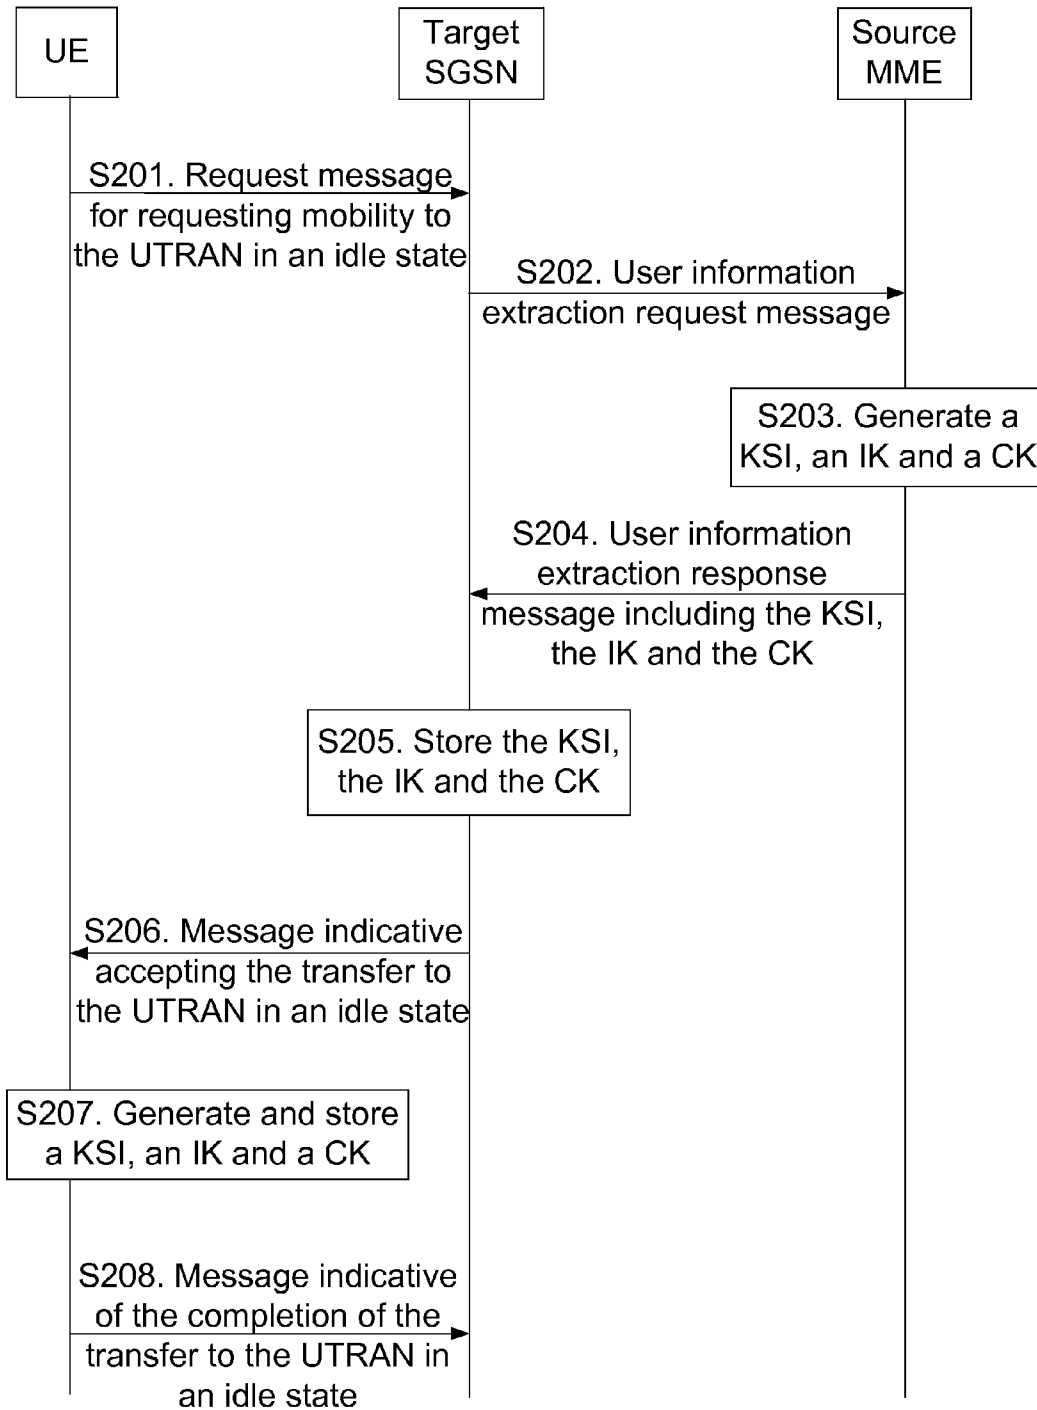 UE
Target
SGSN
Source
MME
S201. Request message
for requesting mobility to
the UTRAN in an idle state
S202. User information
extraction request message
S203. Generate a
KSI, an IK and a CK
S204. User information
extraction response
message including the KSI,
the IK and the CK
S205. Store the KSI,
the IK and the CK
S206. Message indicative
accepting the transfer to
the UTRAN in an idle state
S207. Generate and store
a KSI, an IK and a CK
S208. Message indicative
of the completion of the
transfer to the UTRAN in
an idle state